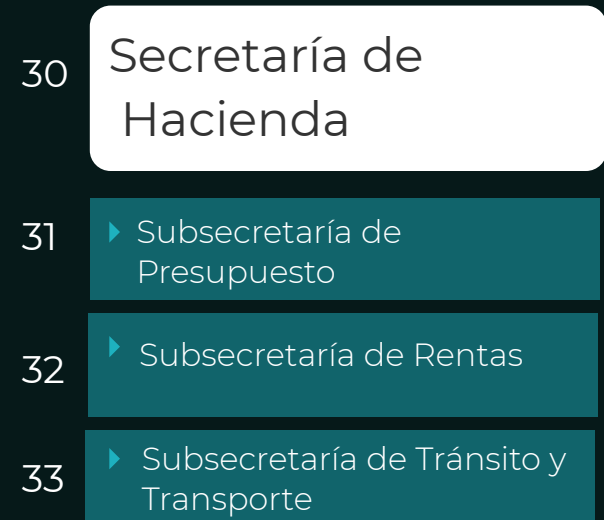 30
Secretaría de
Hacienda
31
Subsecretaría de
Presupuesto
32
Subsecretaría de Rentas
33
Subsecretaría de Tránsito y
Transporte